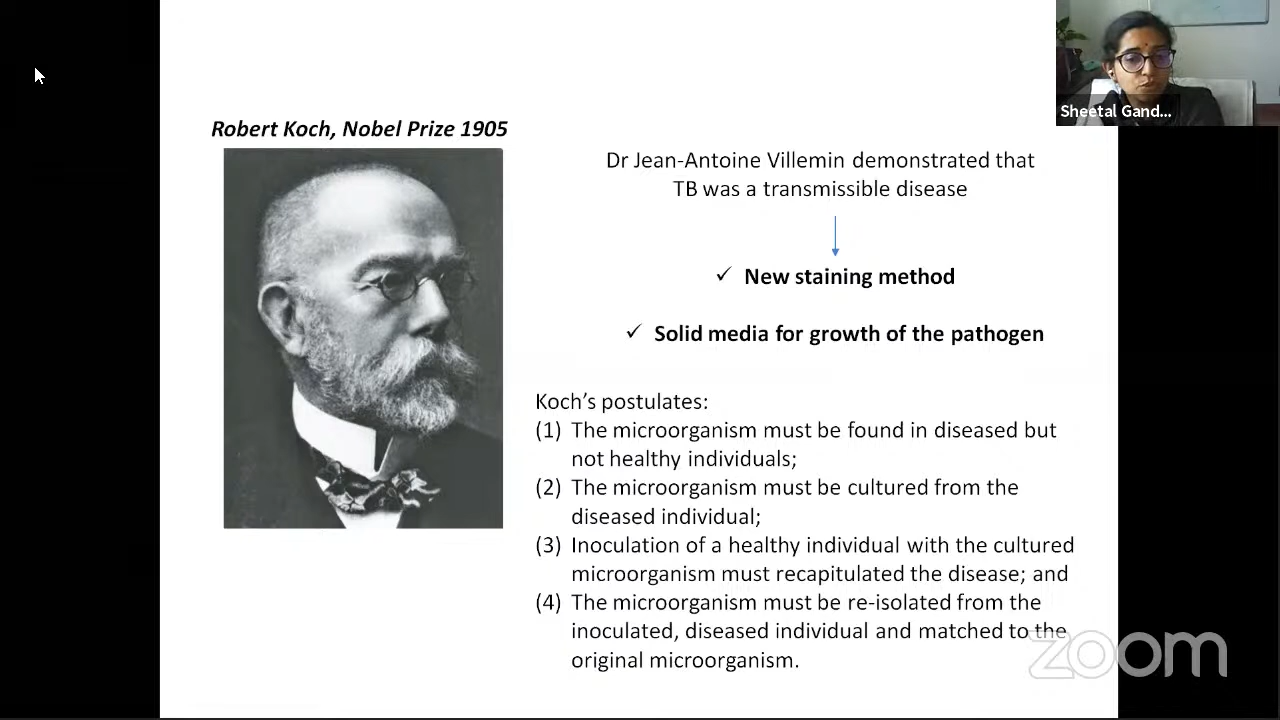 Sheetal Gand...
Robert Koch, Nobel Prize 1905
Dr Jean-Antoine Villemin demonstrated that
TB was a transmissible disease
✓ New staining method
✓ Solid media for growth of the pathogen
Koch’s postulates:
(1) The microorganism must be found in diseased but
not healthy individuals;
(2) The microorganism must be cultured from the
diseased individual;
(3) Inoculation of a healthy individual with the cultured
microorganism must recapitulated the disease; and
(4) The microorganism must be re-isolated from the
inoculated, diseased individual and matched to the
original microorganism.
zoom